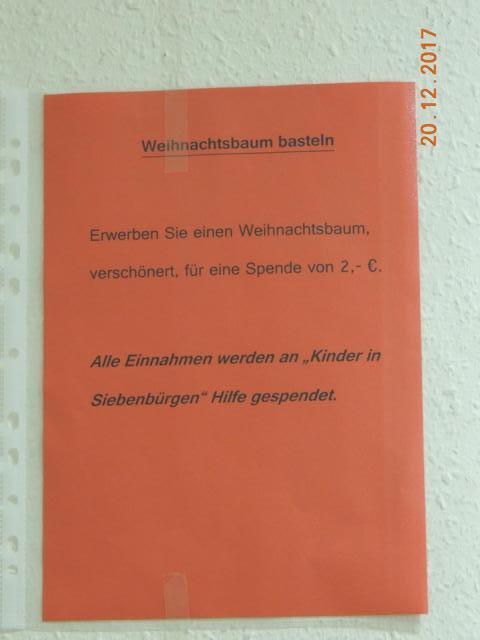 20.12.2017
Weihnachtsbaum basteln
Erwerben Sie einen Weihnachtsbaum,
verschönert, für eine Spende von 2,- €.
Alle Einnahmen werden an „Kinder in
Siebenbürgen“ Hilfe gespendet.